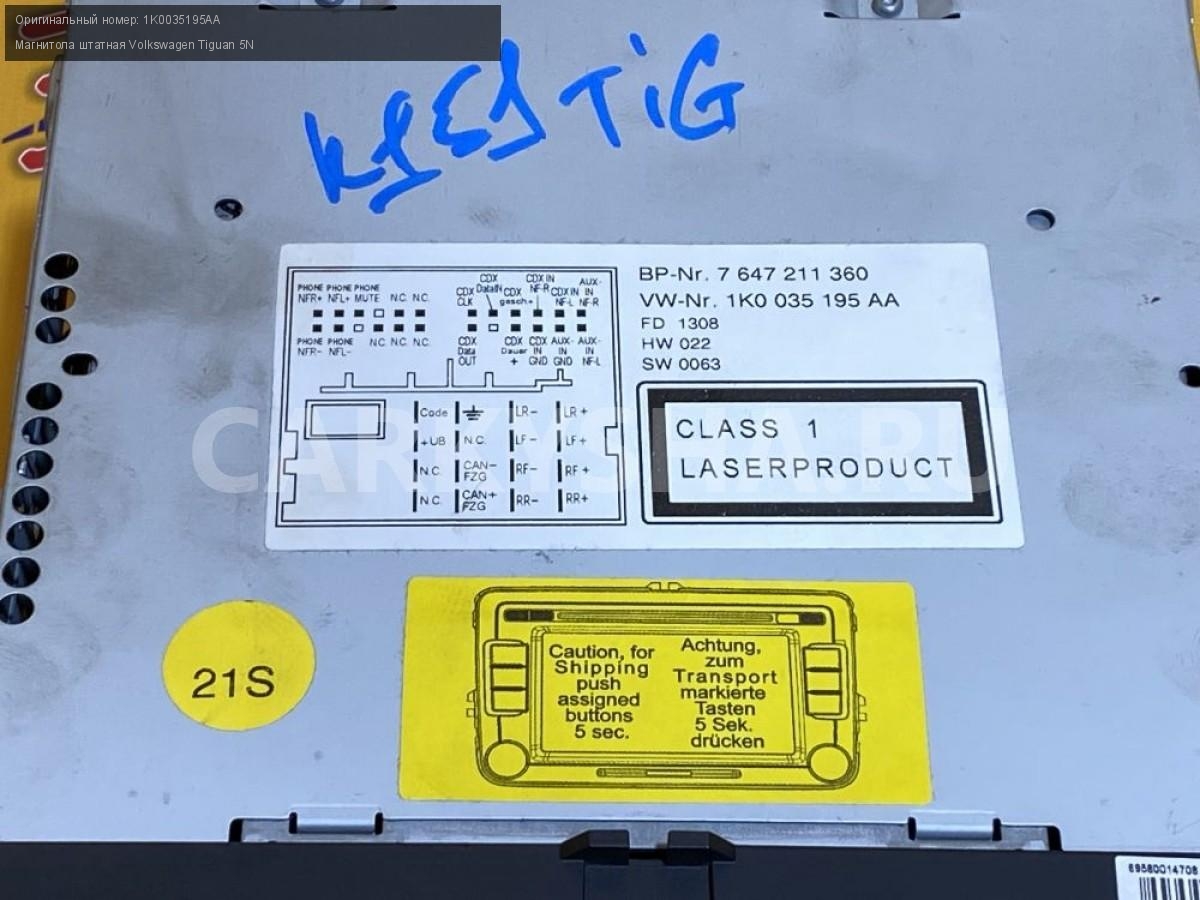 Оригинальный номер: 1K0035195AA
Магнитола штатная Volkswagen Tiguan 5N
TiG
BP-Nr. 7 647 211 360
VW-Nr. 1K0 035 195 AA
FD 1308
HW 022
SW 0063
PHONE PHONE PHONE
NFR+ NFL+ MUTE N.C. N.C.
CDX CLK
CDX DataIN
CDX gesch.+
CDX IN NF-R
CDX IN NF-L
AUX- IN NF-R
PHONE PHONE
NFR- NFL- N.C. N.C. N.C.
CDX Data OUT
CDX Dauer +
CDX IN GND
AUX- IN GND
AUX- IN NF-L
Code LR- LR+
+UB N.C. LF- LF+
N.C. CAN- FZG RF- RF+
N.C. CAN+ FZG RR- RR+
CLASS 1
LASERPRODUCT
CARKYSHA.RU
21S
Caution, for
Shipping
push
assigned
buttons
5 sec.
Achtung,
zum
Transport
markierte
Tasten
5 Sek.
drücken
69580014708